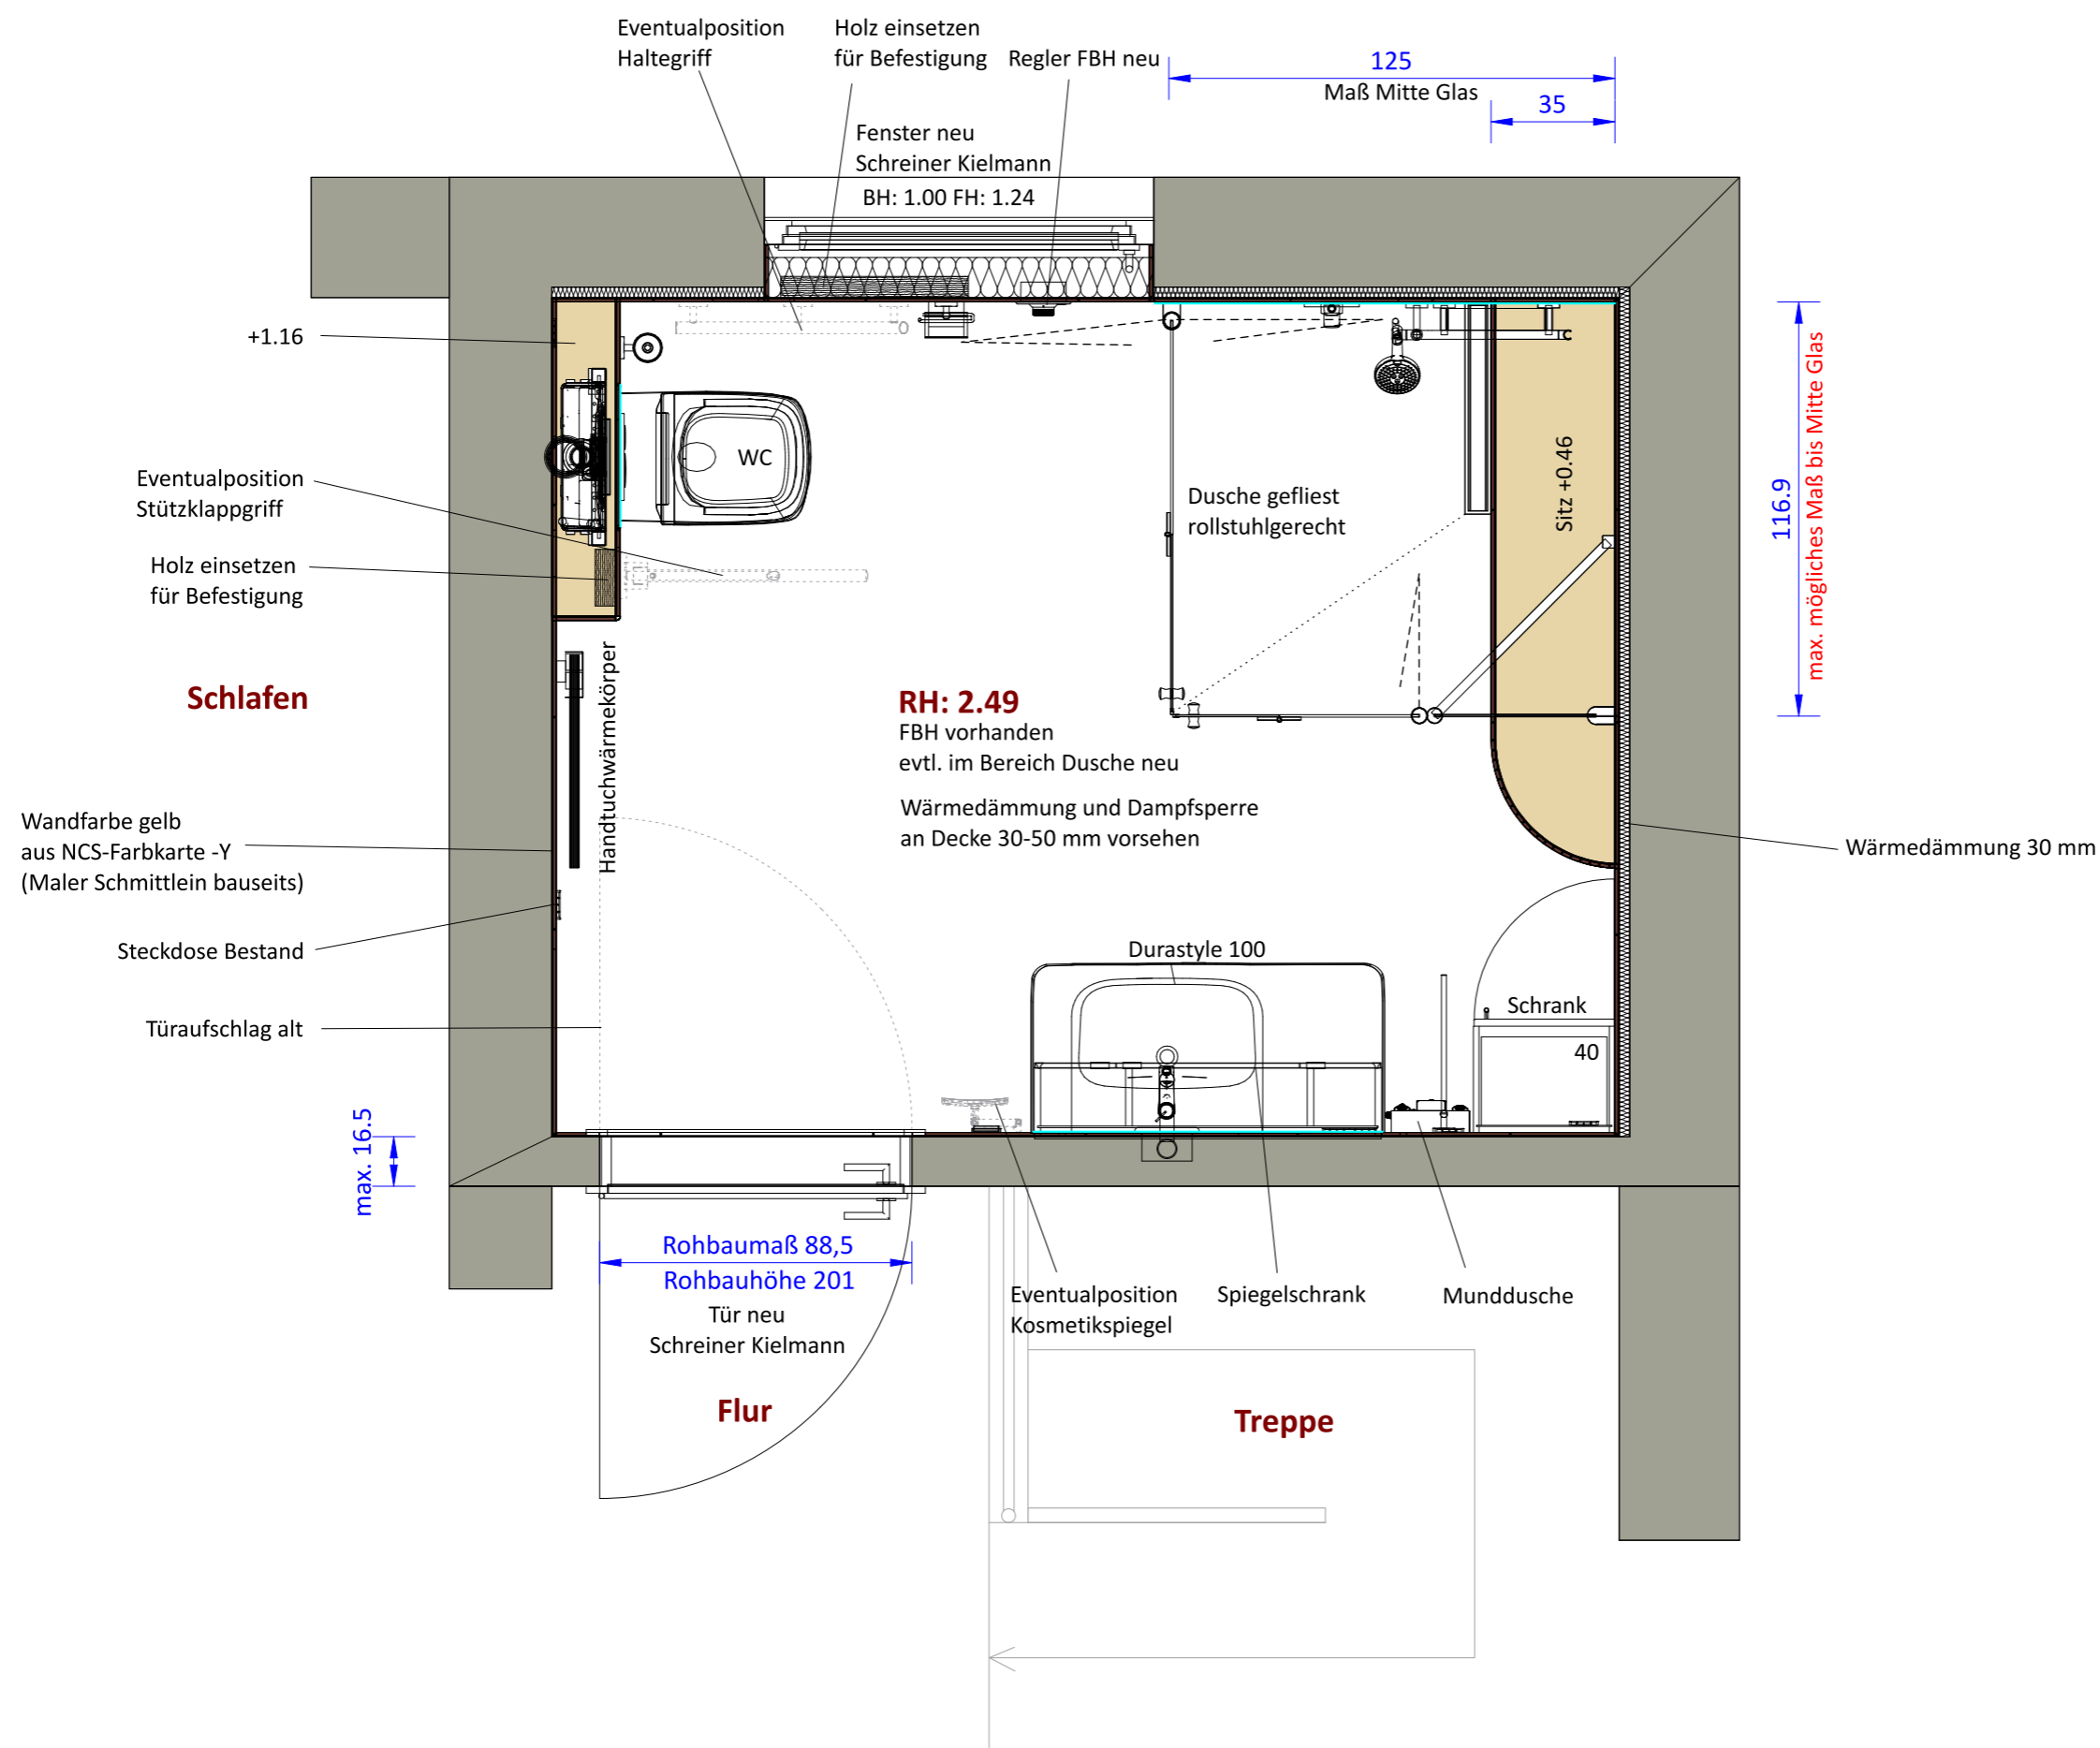 Eventualposition
Haltegriff
Holz einsetzen
für Befestigung
Regler FBH neu
125
Maß Mitte Glas
35
Fenster neu
Schreiner Kielmann
BH: 1.00 FH: 1.24
+1.16
WC
Eventualposition
Stützklappgriff
Holz einsetzen
für Befestigung
Dusche gefliest
rollstuhlgerecht
Sitz +0.46
116.9
max. mögliches Maß bis Mitte Glas
Schlafen
Handtuchwärmekörper
RH: 2.49
FBH vorhanden
evtl. im Bereich Dusche neu
Wärmedämmung und Dampfsperre
an Decke 30-50 mm vorsehen
Wandfarbe gelb
aus NCS-Farbkarte -Y
(Maler Schmittlein bauseits)
Wärmedämmung 30 mm
Steckdose Bestand
Durastyle 100
Türaufschlag alt
Schrank
40
max. 16.5
Rohbaumaß 88,5
Rohbauhöhe 201
Tür neu
Schreiner Kielmann
Eventualposition
Kosmetikspiegel
Spiegelschrank
Munddusche
Flur
Treppe